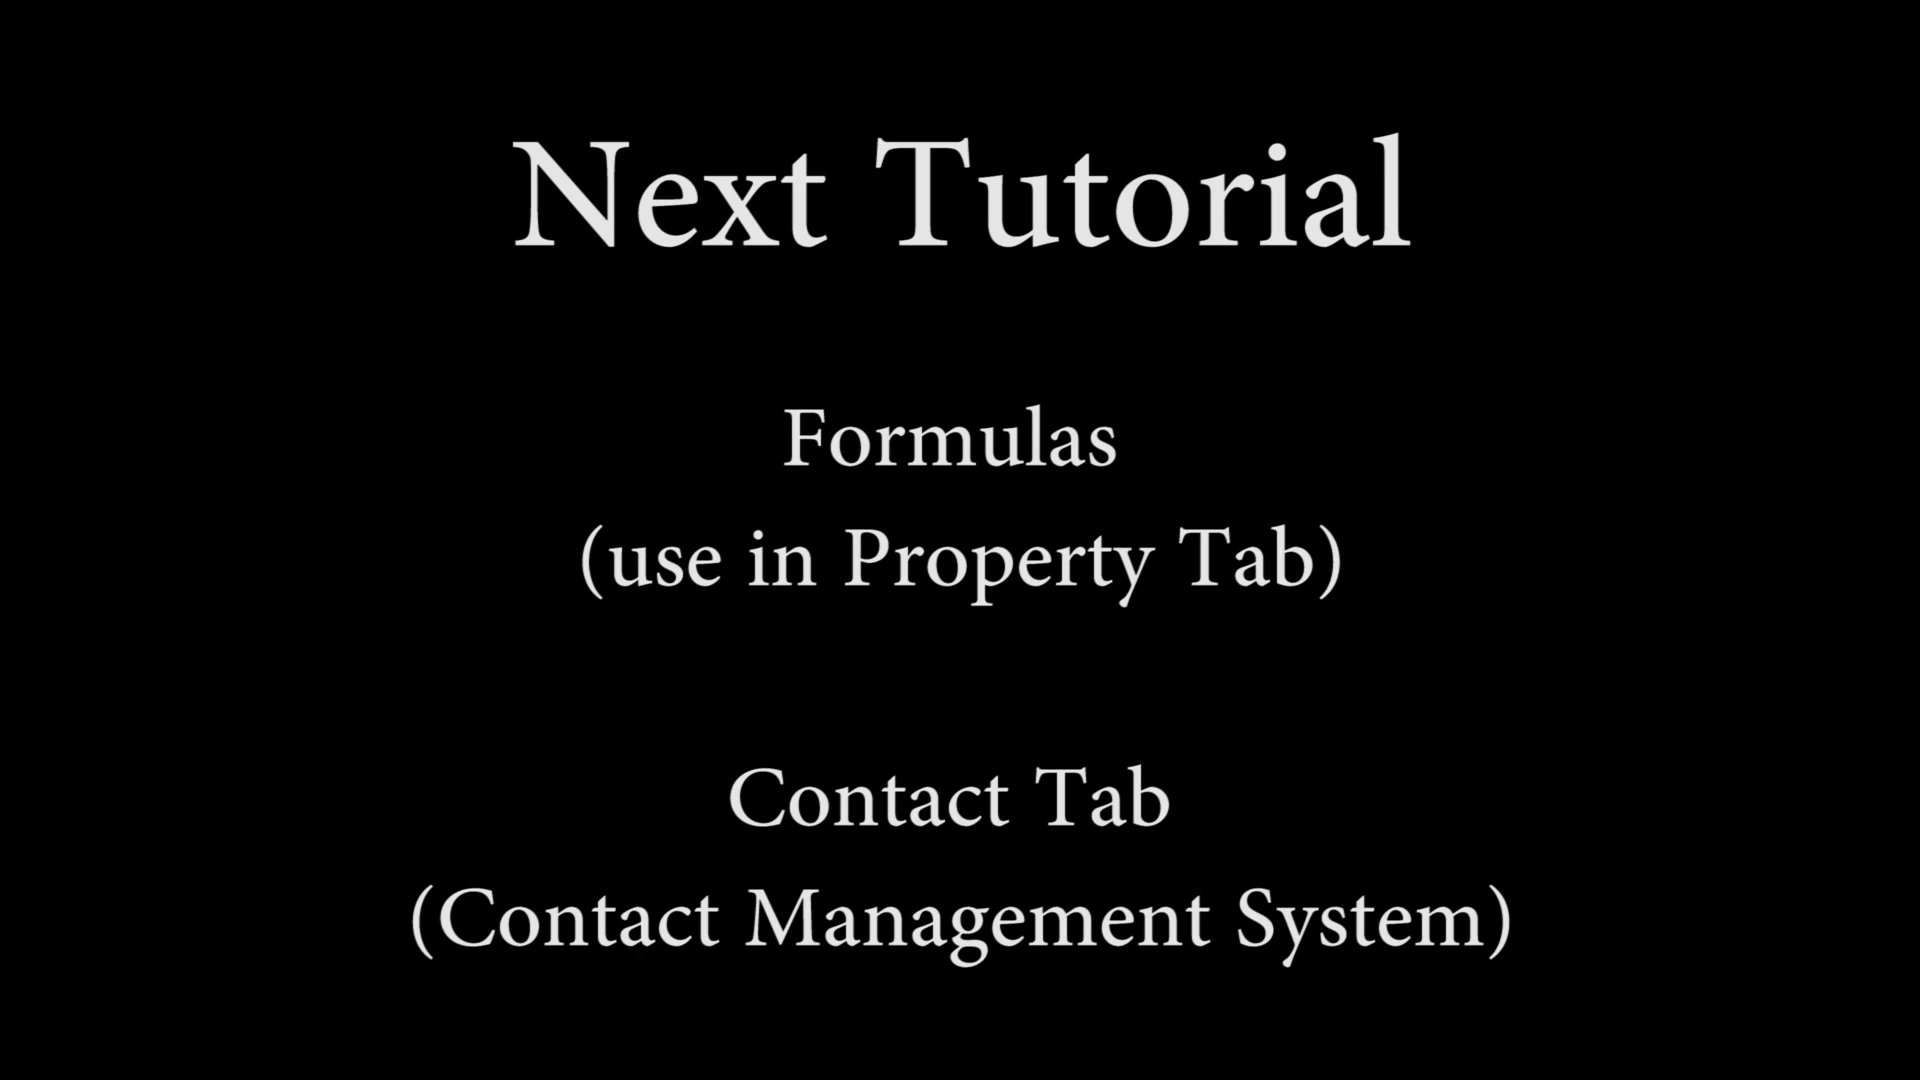 Next Tutorial
Formulas
(use in Property Tab)
Contact Tab
(Contact Management System)